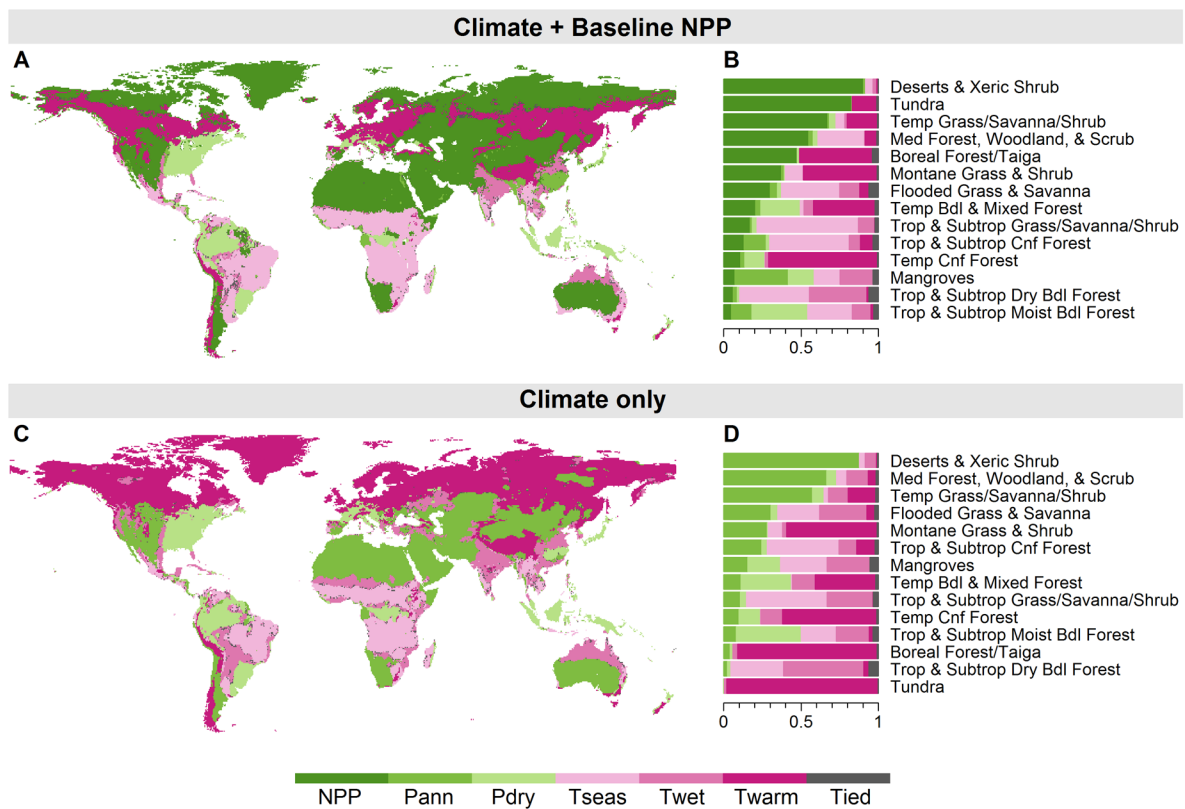 Climate + Baseline NPP
A
B
Deserts & Xeric Shrub
Tundra
Temp Grass/Savanna/Shrub
Med Forest, Woodland, & Scrub
Boreal Forest/Taiga
Montane Grass & Shrub
Flooded Grass & Savanna
Temp Bdl & Mixed Forest
Trop & Subtrop Grass/Savanna/Shrub
Trop & Subtrop Cnf Forest
Temp Cnf Forest
Mangroves
Trop & Subtrop Dry Bdl Forest
Trop & Subtrop Moist Bdl Forest
0 0.5 1
Climate only
C
D
Deserts & Xeric Shrub
Med Forest, Woodland, & Scrub
Temp Grass/Savanna/Shrub
Flooded Grass & Savanna
Montane Grass & Shrub
Trop & Subtrop Cnf Forest
Mangroves
Temp Bdl & Mixed Forest
Trop & Subtrop Grass/Savanna/Shrub
Temp Cnf Forest
Trop & Subtrop Moist Bdl Forest
Boreal Forest/Taiga
Trop & Subtrop Dry Bdl Forest
Tundra
0 0.5 1
NPP Pann Pdry Tseas Twet Twarm Tied